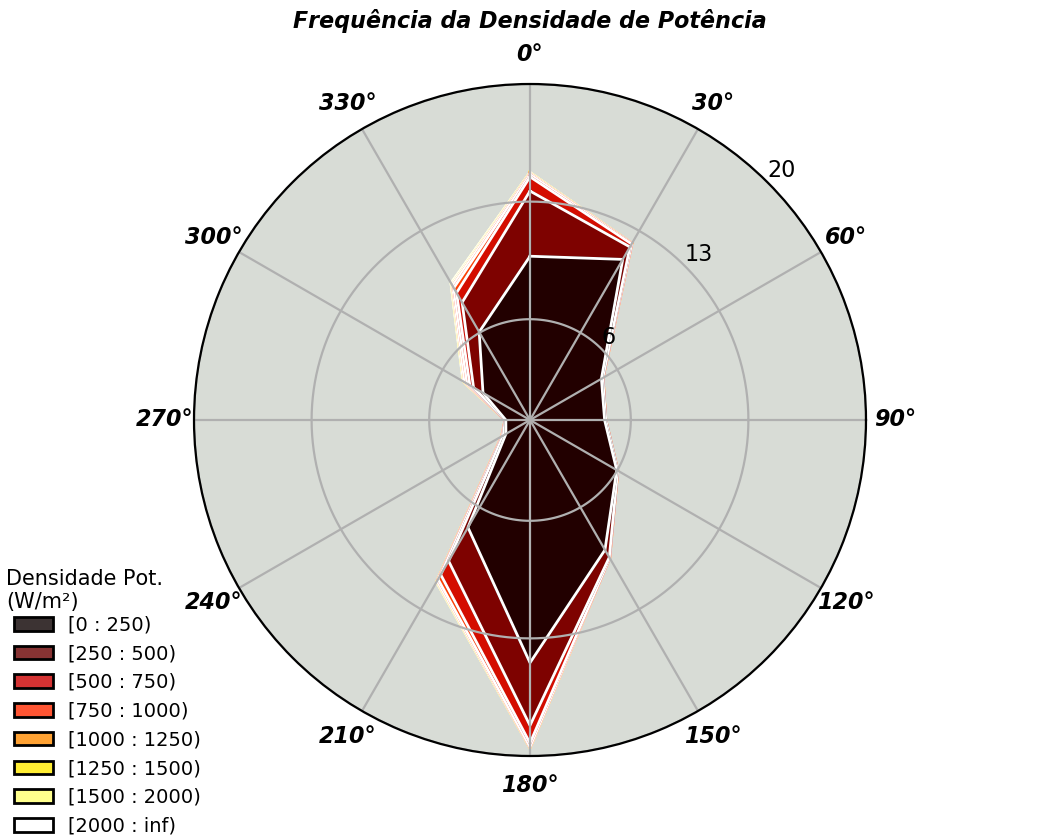 Frequência da Densidade de Potência
0°
330°
30°
20
300°
60°
13
6
270°
90°
Densidade Pot.
(W/m²)
240°
120°
[0 : 250)
[250 : 500)
[500 : 750)
[750 : 1000)
210°
150°
[1000 : 1250)
[1250 : 1500)
180°
[1500 : 2000)
[2000 : inf)